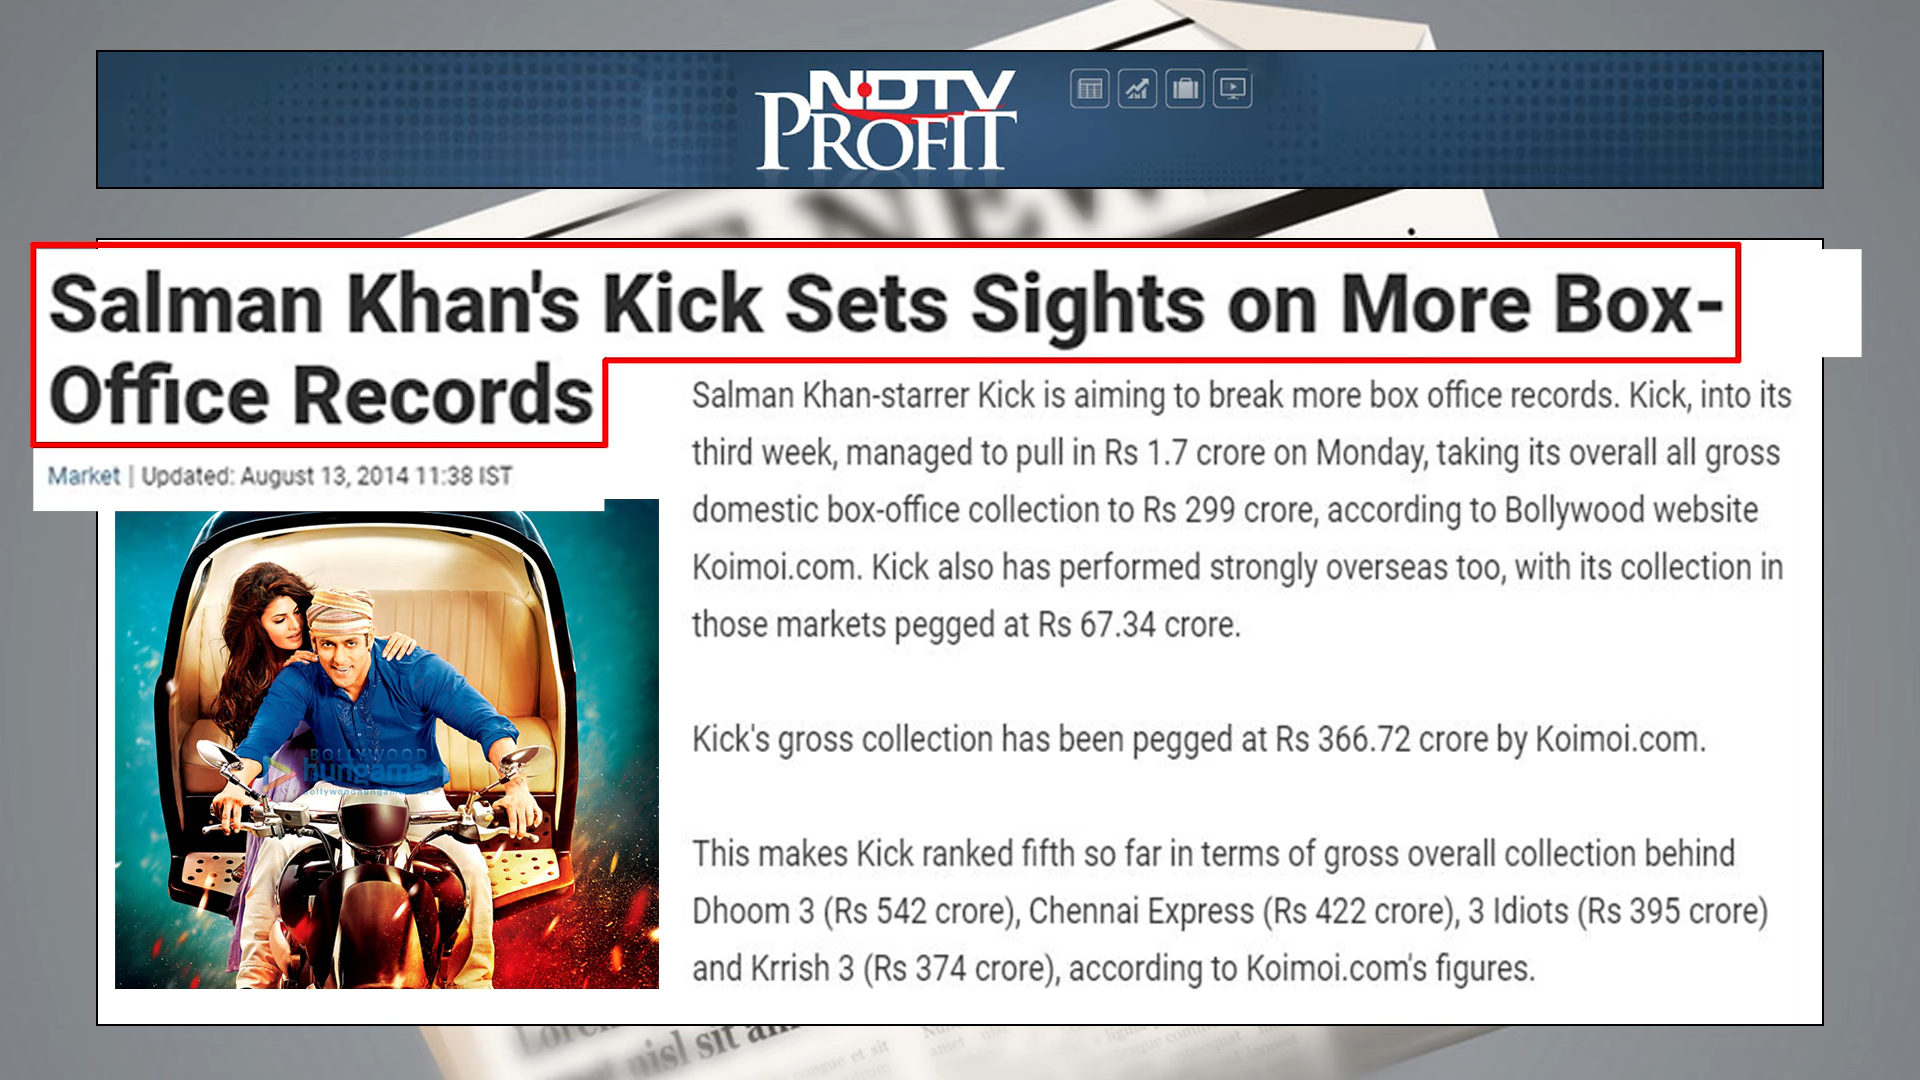 NDTV
PROFIT
NEW
Salman Khan's Kick Sets Sights on More Box-
Office Records
Market | Updated: August 13, 2014 11:38 IST
Salman Khan-starrer Kick is aiming to break more box office records. Kick, into its
third week, managed to pull in Rs 1.7 crore on Monday, taking its overall all gross
domestic box-office collection to Rs 299 crore, according to Bollywood website
Koimoi.com. Kick also has performed strongly overseas too, with its collection in
those markets pegged at Rs 67.34 crore.
Kick's gross collection has been pegged at Rs 366.72 crore by Koimoi.com.
This makes Kick ranked fifth so far in terms of gross overall collection behind
Dhoom 3 (Rs 542 crore), Chennai Express (Rs 422 crore), 3 Idiots (Rs 395 crore)
and Krrish 3 (Rs 374 crore), according to Koimoi.com's figures.
BOLLYWOOD
hungama
nisl sit
congue et sit
amet